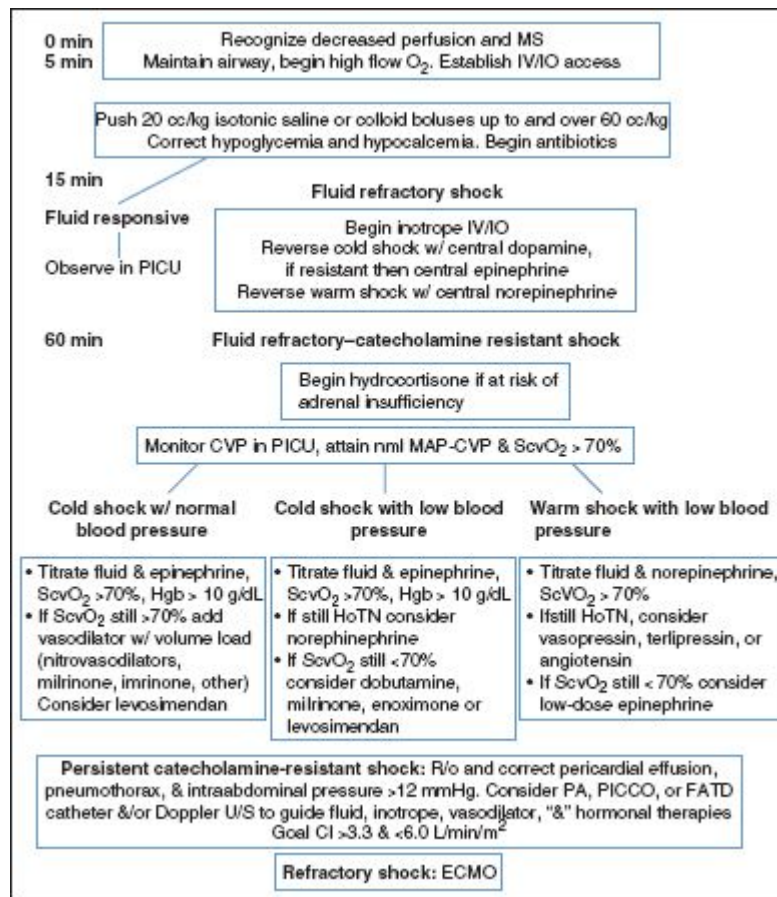 0 min
Recognize decreased perfusion and MS
5 min
Maintain airway, begin high flow O2. Establish IV/IO access
Push 20 cc/kg isotonic saline or colloid boluses up to and over 60 cc/kg
Correct hypoglycemia and hypocalcemia. Begin antibiotics
15 min
Fluid refractory shock
Fluid responsive
Observe in PICU
Begin inotrope IV/IO
Reverse cold shock w/ central dopamine,
if resistant then central epinephrine
Reverse warm shock w/ central norepinephrine
60 min
Fluid refractory–catecholamine resistant shock
Begin hydrocortisone if at risk of
adrenal insufficiency
Monitor CVP in PICU, attain nml MAP-CVP & ScvO2 > 70%
Cold shock w/ normal
blood pressure
• Titrate fluid & epinephrine,
ScvO2 >70%, Hgb > 10 g/dL
• If ScvO2 still >70% add
vasodilator w/ volume load
(nitrovasodilators,
milrinone, imrinone, other)
Consider levosimendan
Cold shock with low blood
pressure
• Titrate fluid & epinephrine,
ScvO2 >70%, Hgb > 10 g/dL
• If still HoTN consider
norephinephrine
• If ScvO2 still <70%
consider dobutamine,
milrinone, enoximone or
levosimendan
Warm shock with low blood
pressure
• Titrate fluid & norepinephrine,
ScVO2 > 70%
• Ifstill HoTN, consider
vasopressin, terlipressin, or
angiotensin
• If ScvO2 still < 70% consider
low-dose epinephrine
Persistent catecholamine-resistant shock: R/o and correct pericardial effusion,
pneumothorax, & intraabdominal pressure >12 mmHg. Consider PA, PICCO, or FATD
catheter &/or Doppler U/S to guide fluid, inotrope, vasodilator, “&” hormonal therapies
Goal CI >3.3 & <6.0 L/min/m2
Refractory shock: ECMO